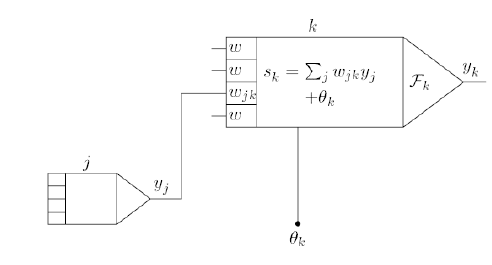 k
w
w
w_{jk}
w
s_k = \sum_j w_{jk} y_j
+\theta_k
\mathcal{F}_k
y_k
j
y_j
\theta_k